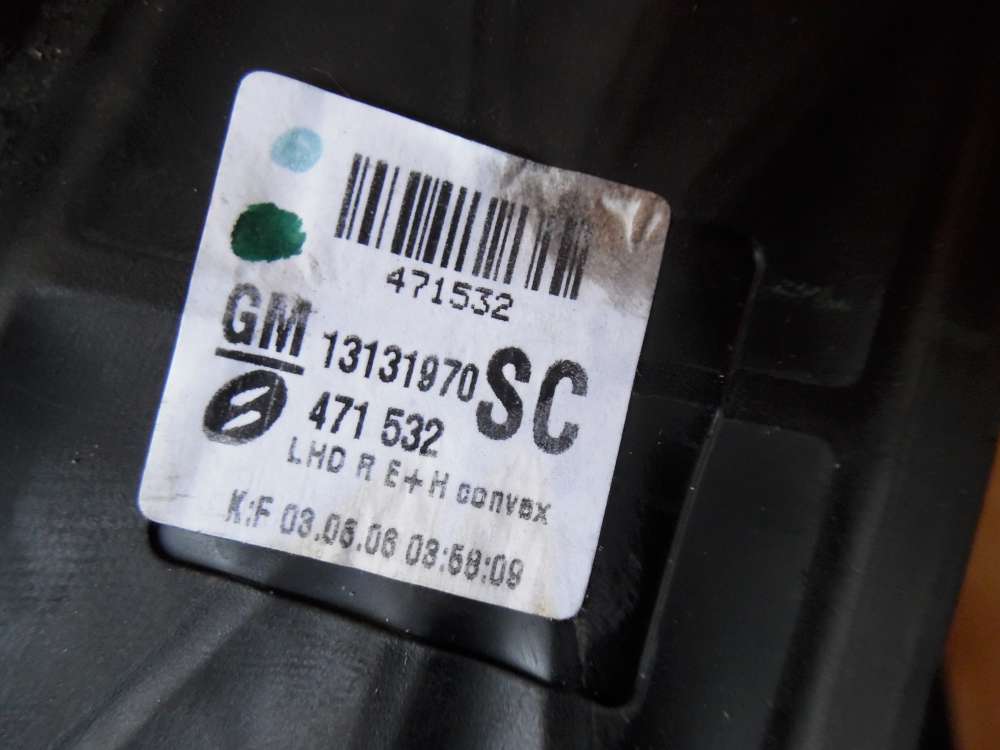 471532
GM 13131970 SC
471 532
LHD R E+H convex
K:F 03.06.06 08:58:09